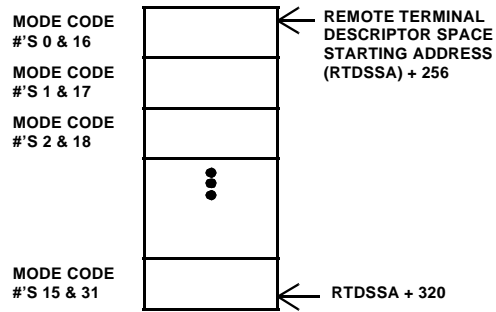 MODE CODE
#'S 0 & 16
REMOTE TERMINAL
DESCRIPTOR SPACE
STARTING ADDRESS
(RTDSSA) + 256
MODE CODE
#'S 1 & 17
MODE CODE
#'S 2 & 18
MODE CODE
#'S 15 & 31
RTDSSA + 320